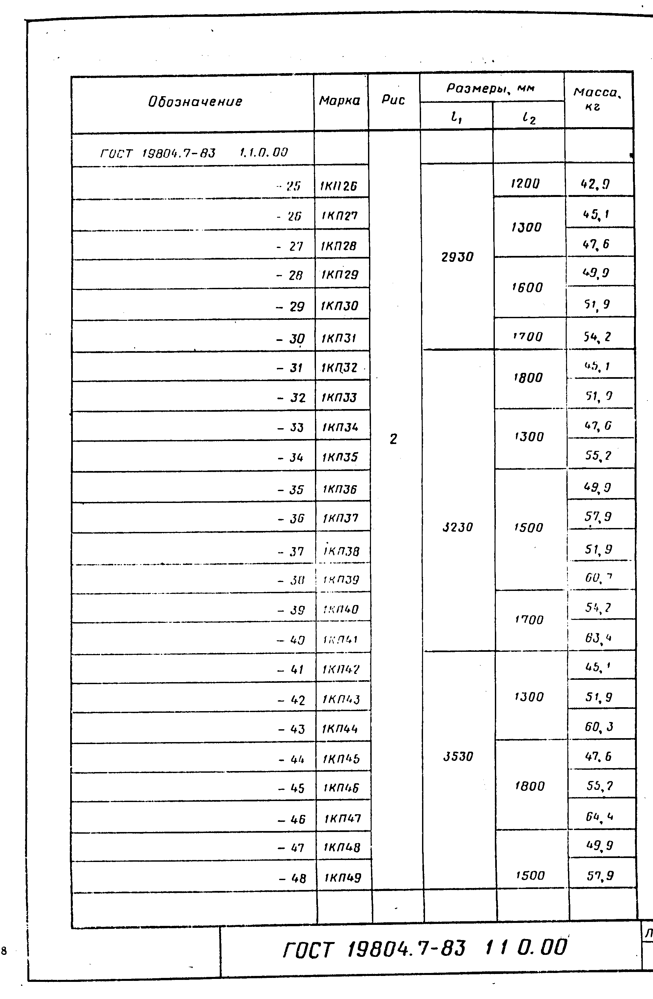 Обозначение Марка Рис Размеры, мм Масса, кг
l₁ l₂
ГОСТ 19804.7-83 1.1.0.00
- 25 1КП26 1200 42,9
- 26 1КП27 1300 45,1
- 27 1КП28 47,6
2930
- 28 1КП29 1600 49,9
- 29 1КП30 51,9
- 30 1КП31 1700 54,2
- 31 1КП32 1800 45,1
- 32 1КП33 51,9
- 33 1КП34 1300 47,6
2
- 34 1КП35 55,2
- 35 1КП36 49,9
- 36 1КП37 57,9
3230 1500
- 37 1КП38 51,9
- 38 1КП39 60,7
- 39 1КП40 1700 54,2
- 40 1КП41 63,4
- 41 1КП42 45,1
- 42 1КП43 1300 51,9
- 43 1КП44 60,3
- 44 1КП45 3530 47,6
- 45 1КП46 1800 55,2
- 46 1КП47 64,4
- 47 1КП48 49,9
- 48 1КП49 1500 57,9
ГОСТ 19804.7-83 1 1 0.00
8